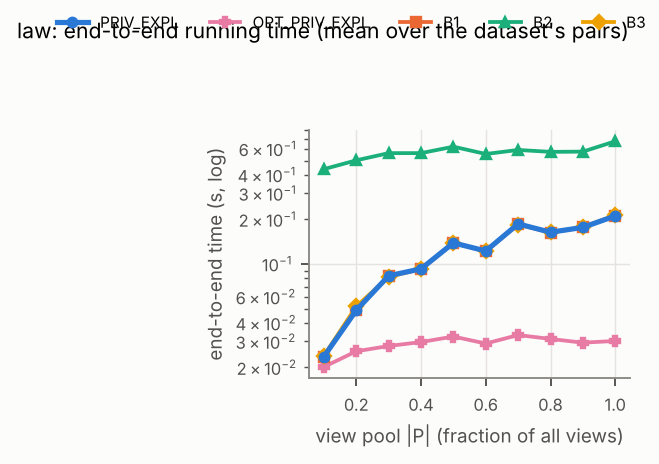 PRIV_EXPL OPT_PRIV_EXPL B1 B2 B3
law: end-to-end running time (mean over the dataset's pairs)
end-to-end time (s, log)
6 × 10⁻¹
4 × 10⁻¹
3 × 10⁻¹
2 × 10⁻¹
10⁻¹
6 × 10⁻²
4 × 10⁻²
3 × 10⁻²
2 × 10⁻²
0.2 0.4 0.6 0.8 1.0
view pool |P| (fraction of all views)